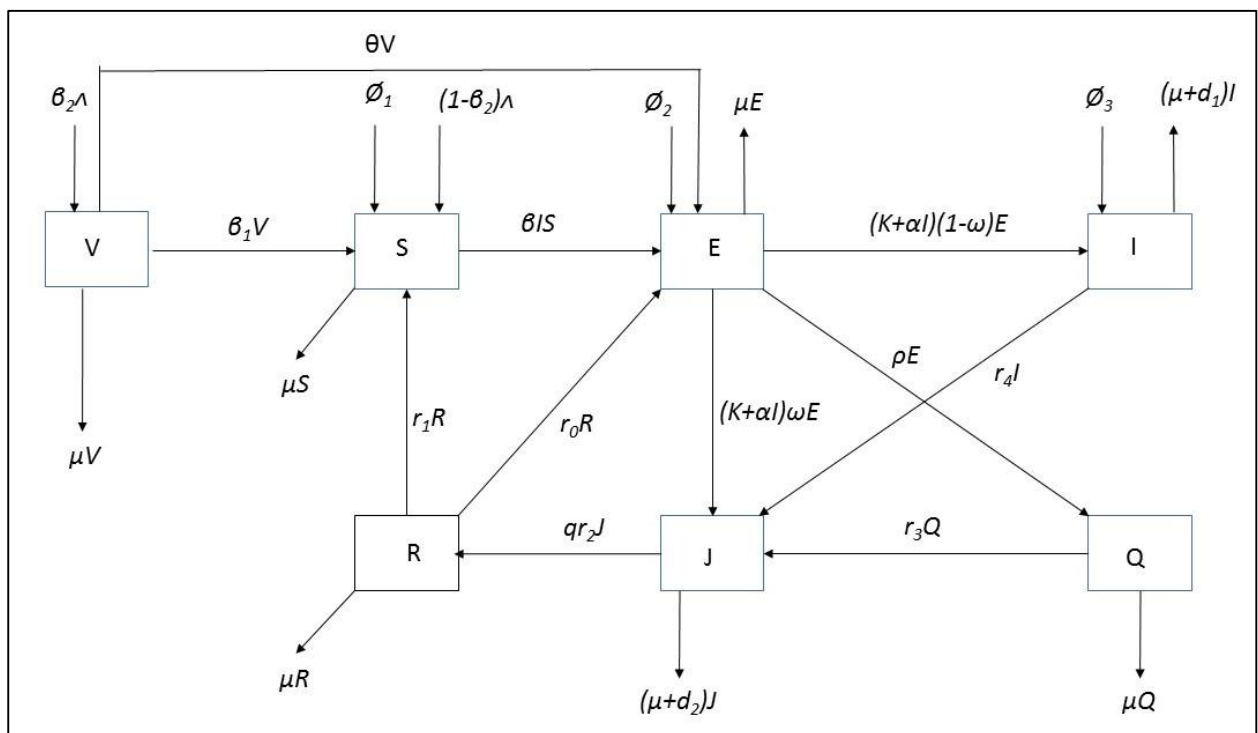 θV
ϐ₂ʌ
Ø₁
(1-ϐ₂)ʌ
Ø₂
μE
Ø₃
(μ+d₁)I
V
ϐ₁V
S
ϐIS
E
(K+αI)(1-ω)E
I
μS
μV
r₁R
r₀R
(K+αI)ωE
ρE
r₄I
R
qr₂J
J
r₃Q
Q
μR
(μ+d₂)J
μQ